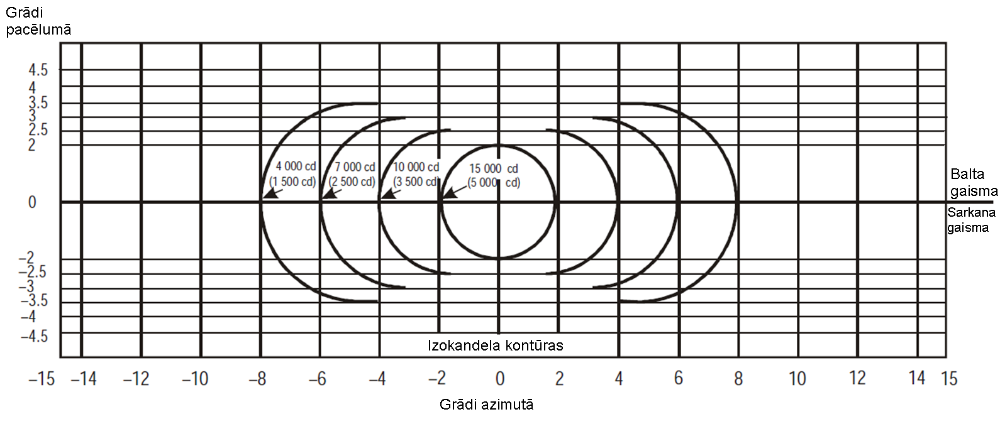 Grādi
pacēlumā
4.5
4
3.5
3
2.5
2
4 000 cd
(1 500 cd)
7 000 cd
(2 500 cd)
10 000 cd
(3 500 cd)
15 000 cd
(5 000 cd)
Balta
gaisma
0
Sarkana
gaisma
–2
–2.5
–3
–3.5
–4
–4.5
Izokandela kontūras
–15 –14 –12 –10 –8 –6 –4 –2 0 2 4 6 8 10 12 14 15
Grādi azimutā